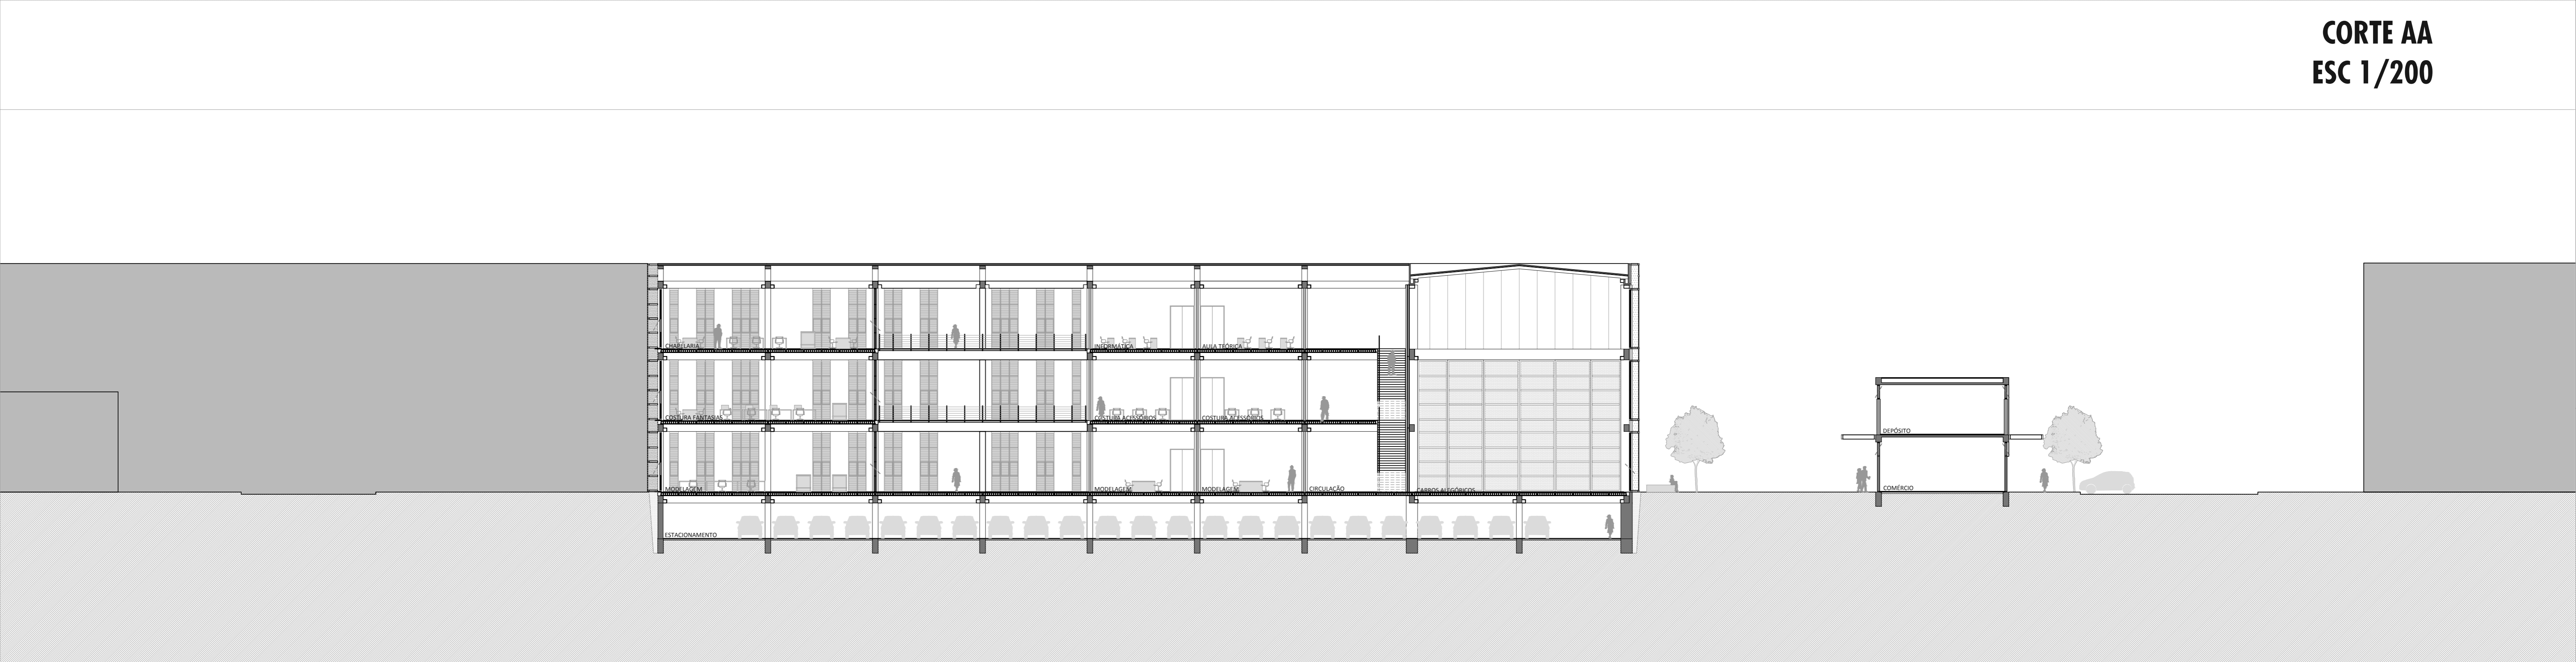 CORTE AA
ESC 1/200
CHAPELARIA
INFORMÁTICA
AULA TEÓRICA
COSTURA FANTASIAS
COSTURA ACESSÓRIOS
COSTURA ACESSÓRIOS
DEPÓSITO
MODELAGEM
MODELAGEM
MODELAGEM
CIRCULAÇÃO
CARROS ALEGÓRICOS
COMÉRCIO
ESTACIONAMENTO